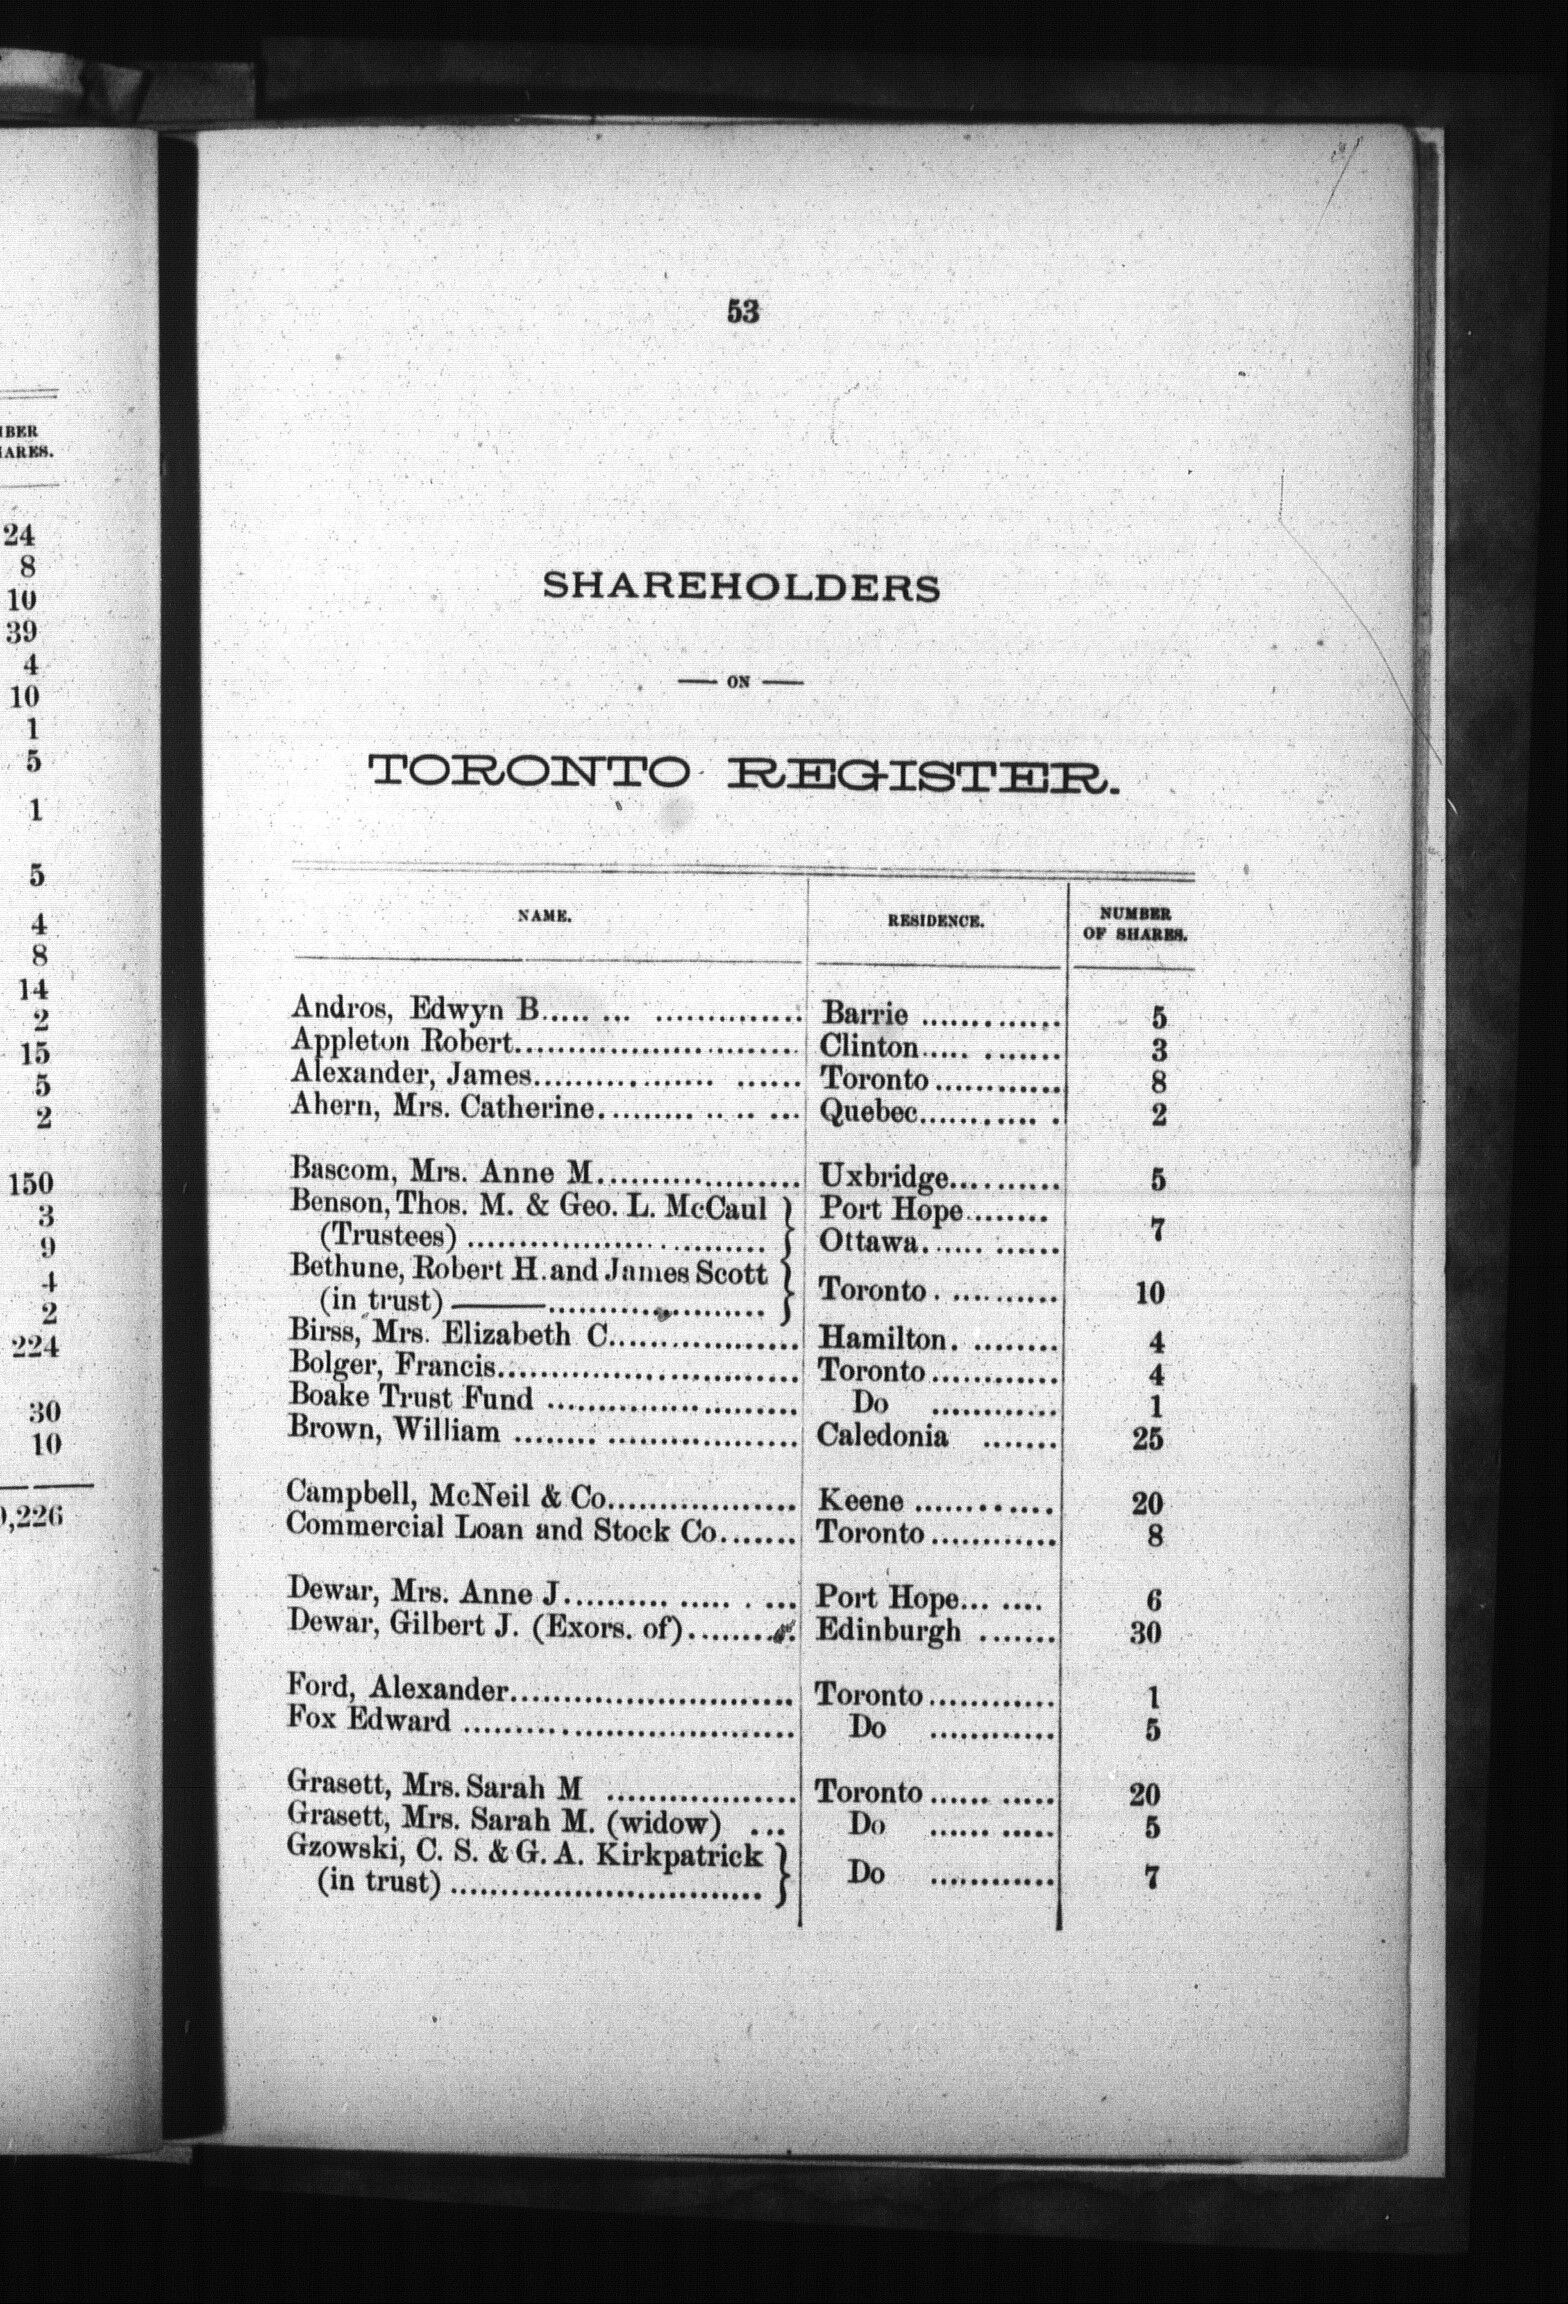 IBER
IARES.
24
8
10
39
4
10
1
5
1
5
4
8
14
2
15
5
2
150
3
9
4
2
224
30
10
,226
53
SHAREHOLDERS
— ON —
TORONTO REGISTER.
NAME. RESIDENCE. NUMBER OF SHARES.
Andros, Edwyn B..... ... .............. Barrie ............. 5
Appleton Robert........................... Clinton..... ....... 3
Alexander, James................. ...... Toronto............. 8
Ahern, Mrs. Catherine......... .. .. ... Quebec........... . 2
Bascom, Mrs. Anne M................... Uxbridge........... 5
Benson, Thos. M. & Geo. L. McCaul } Port Hope.......
(Trustees) ............................ } Ottawa...... ...... 7
Bethune, Robert H. and James Scott }
(in trust)———.................... } Toronto. .......... 10
Birss, Mrs. Elizabeth C.................. Hamilton. ........ 4
Bolger, Francis............................. Toronto............ 4
Boake Trust Fund ........................ Do ............ 1
Brown, William ........ .................. Caledonia ....... 25
Campbell, McNeil & Co.................. Keene ............. 20
Commercial Loan and Stock Co....... Toronto............ 8
Dewar, Mrs. Anne J.......... ..... . ... Port Hope... .... 6
Dewar, Gilbert J. (Exors. of).......... Edinburgh ....... 30
Ford, Alexander........................... Toronto............ 1
Fox Edward ................................ Do ............ 5
Grasett, Mrs. Sarah M .................. Toronto...... ..... 20
Grasett, Mrs. Sarah M. (widow) ... Do ...... ..... 5
Gzowski, C. S. & G. A. Kirkpatrick }
(in trust) .............................. } Do ............ 7